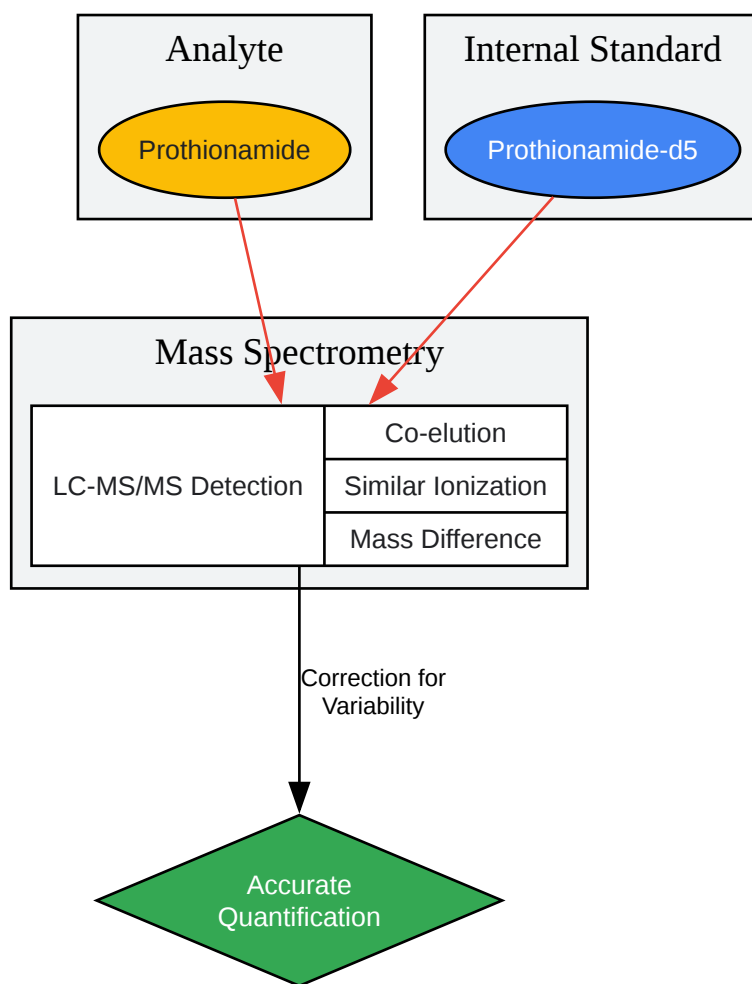 Analyte
Internal Standard
Prothionamide
Prothionamide-d5
Mass Spectrometry
LC-MS/MS Detection
Co-elution
Similar Ionization
Mass Difference
Correction for
Variability
Accurate
Quantification